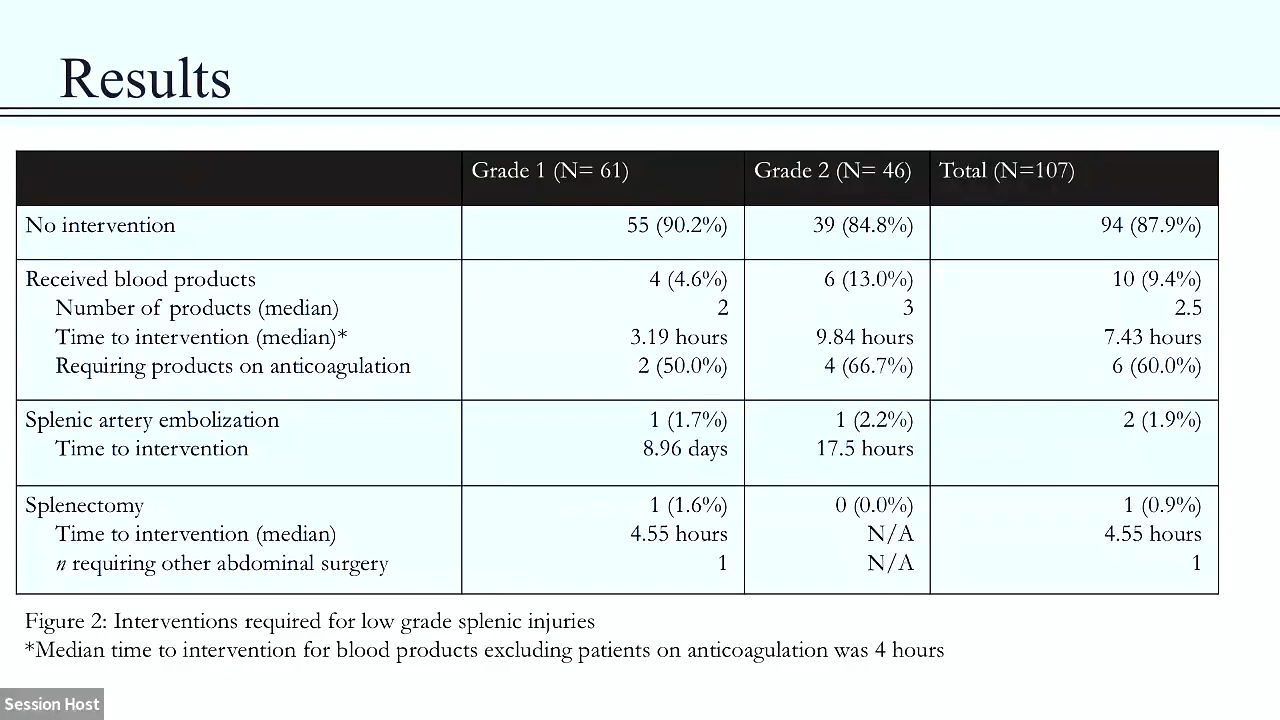 Results
Grade 1 (N= 61) Grade 2 (N= 46) Total (N=107)
No intervention 55 (90.2%) 39 (84.8%) 94 (87.9%)
Received blood products 4 (4.6%) 6 (13.0%) 10 (9.4%)
Number of products (median) 2 3 2.5
Time to intervention (median)* 3.19 hours 9.84 hours 7.43 hours
Requiring products on anticoagulation 2 (50.0%) 4 (66.7%) 6 (60.0%)
Splenic artery embolization 1 (1.7%) 1 (2.2%) 2 (1.9%)
Time to intervention 8.96 days 17.5 hours
Splenectomy 1 (1.6%) 0 (0.0%) 1 (0.9%)
Time to intervention (median) 4.55 hours N/A 4.55 hours
n requiring other abdominal surgery 1 N/A 1
Figure 2: Interventions required for low grade splenic injuries
*Median time to intervention for blood products excluding patients on anticoagulation was 4 hours
Session Host